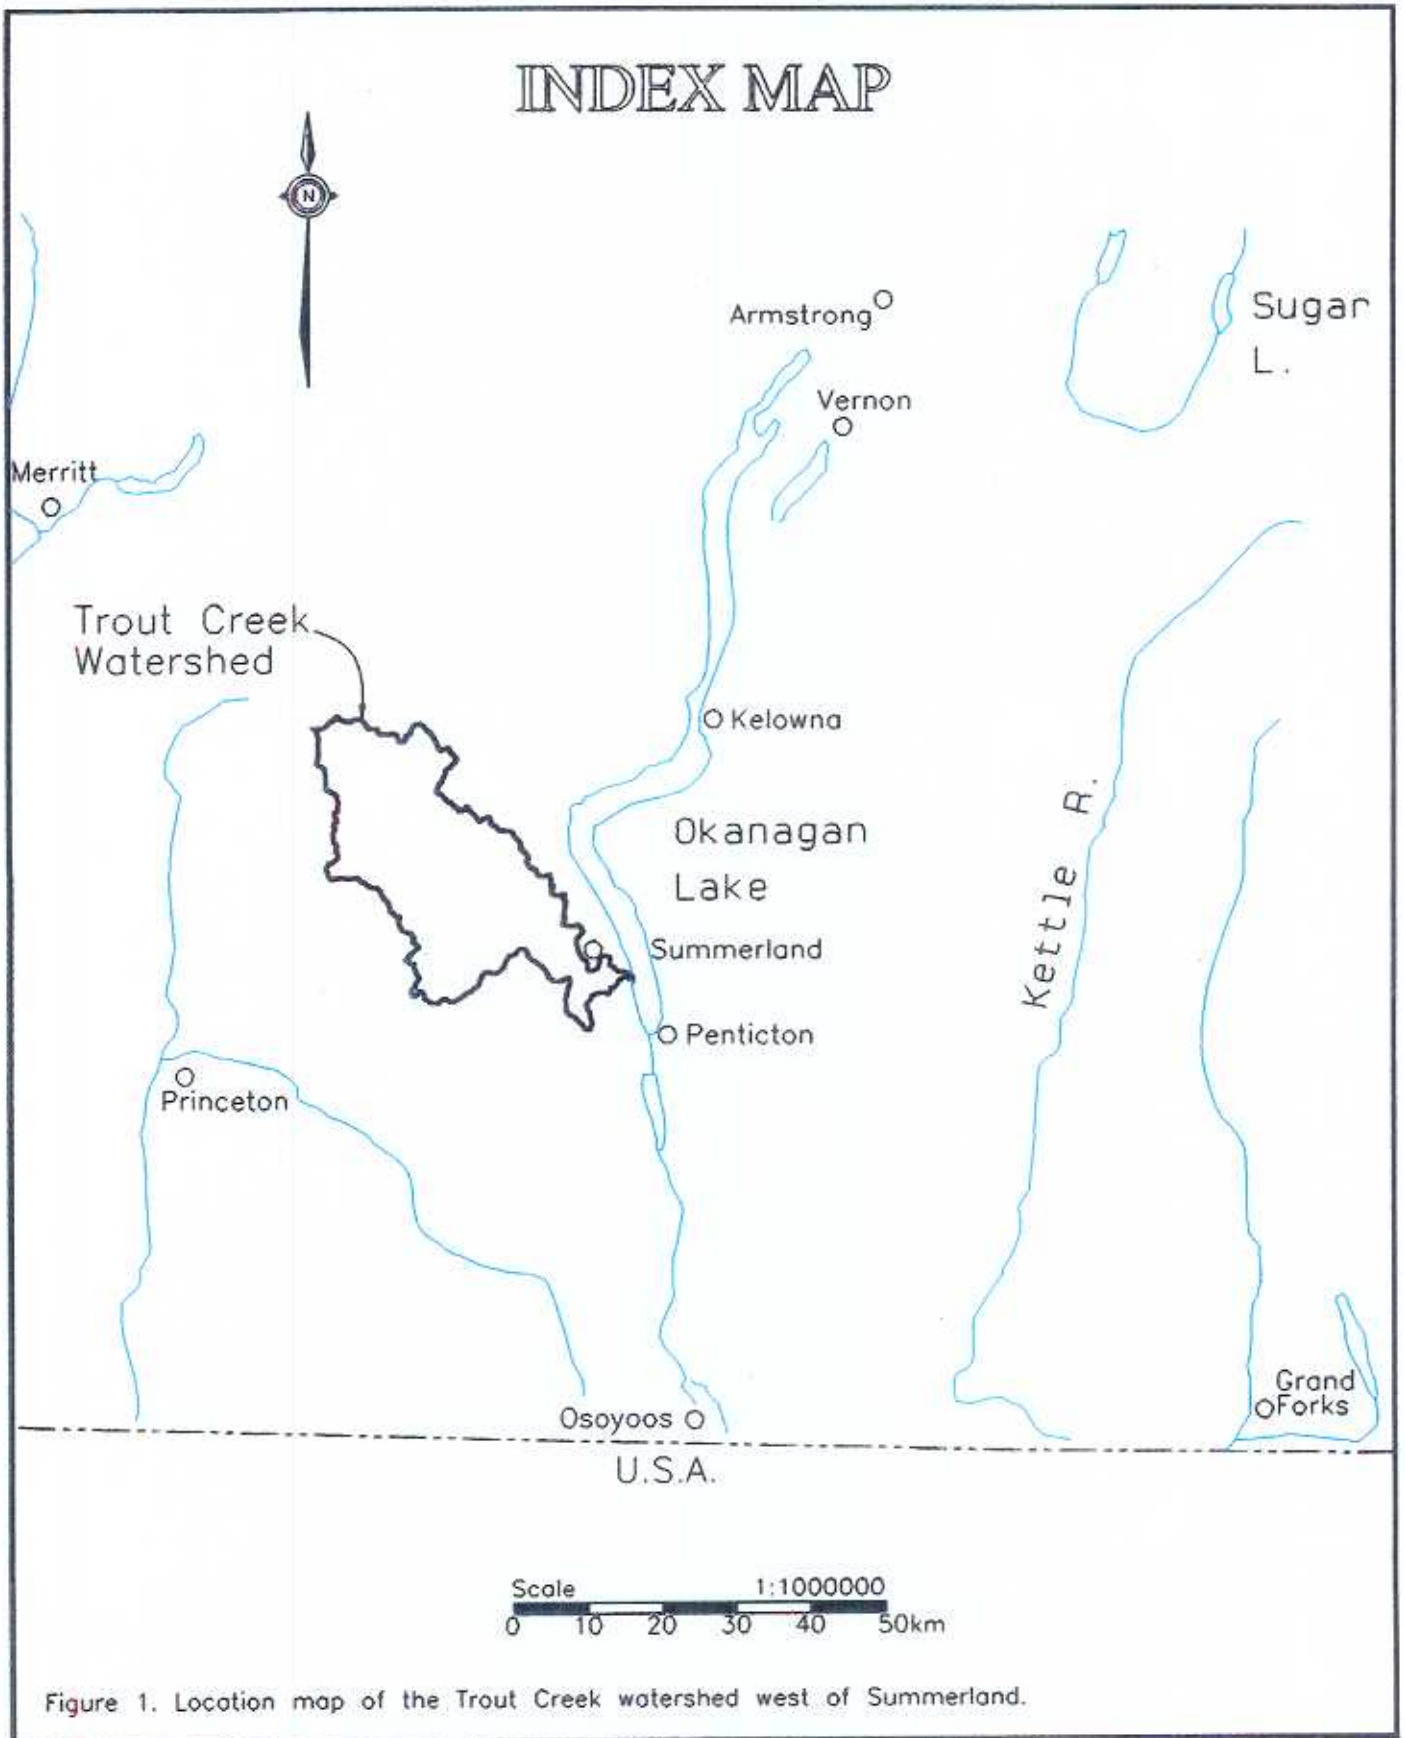 INDEX MAP
N
Armstrong
Sugar
L.
Vernon
Merritt
Trout Creek
Watershed
Kelowna
Kettle R.
Okanagan
Lake
Summerland
Penticton
Princeton
Grand
Forks
Osoyoos
U.S.A.
Scale 1:1000000
0 10 20 30 40 50km
Figure 1. Location map of the Trout Creek watershed west of Summerland.